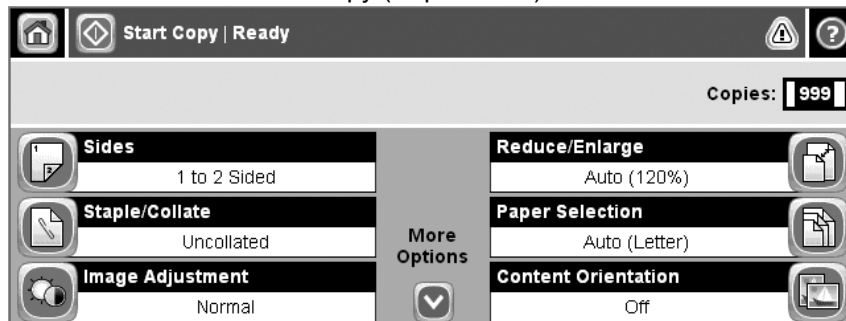 Start Copy | Ready
?
Copies: 999
Sides
1 to 2 Sided
Reduce/Enlarge
Auto (120%)
Staple/Collate
Uncollated
More
Options
Paper Selection
Auto (Letter)
Image Adjustment
Normal
Content Orientation
Off